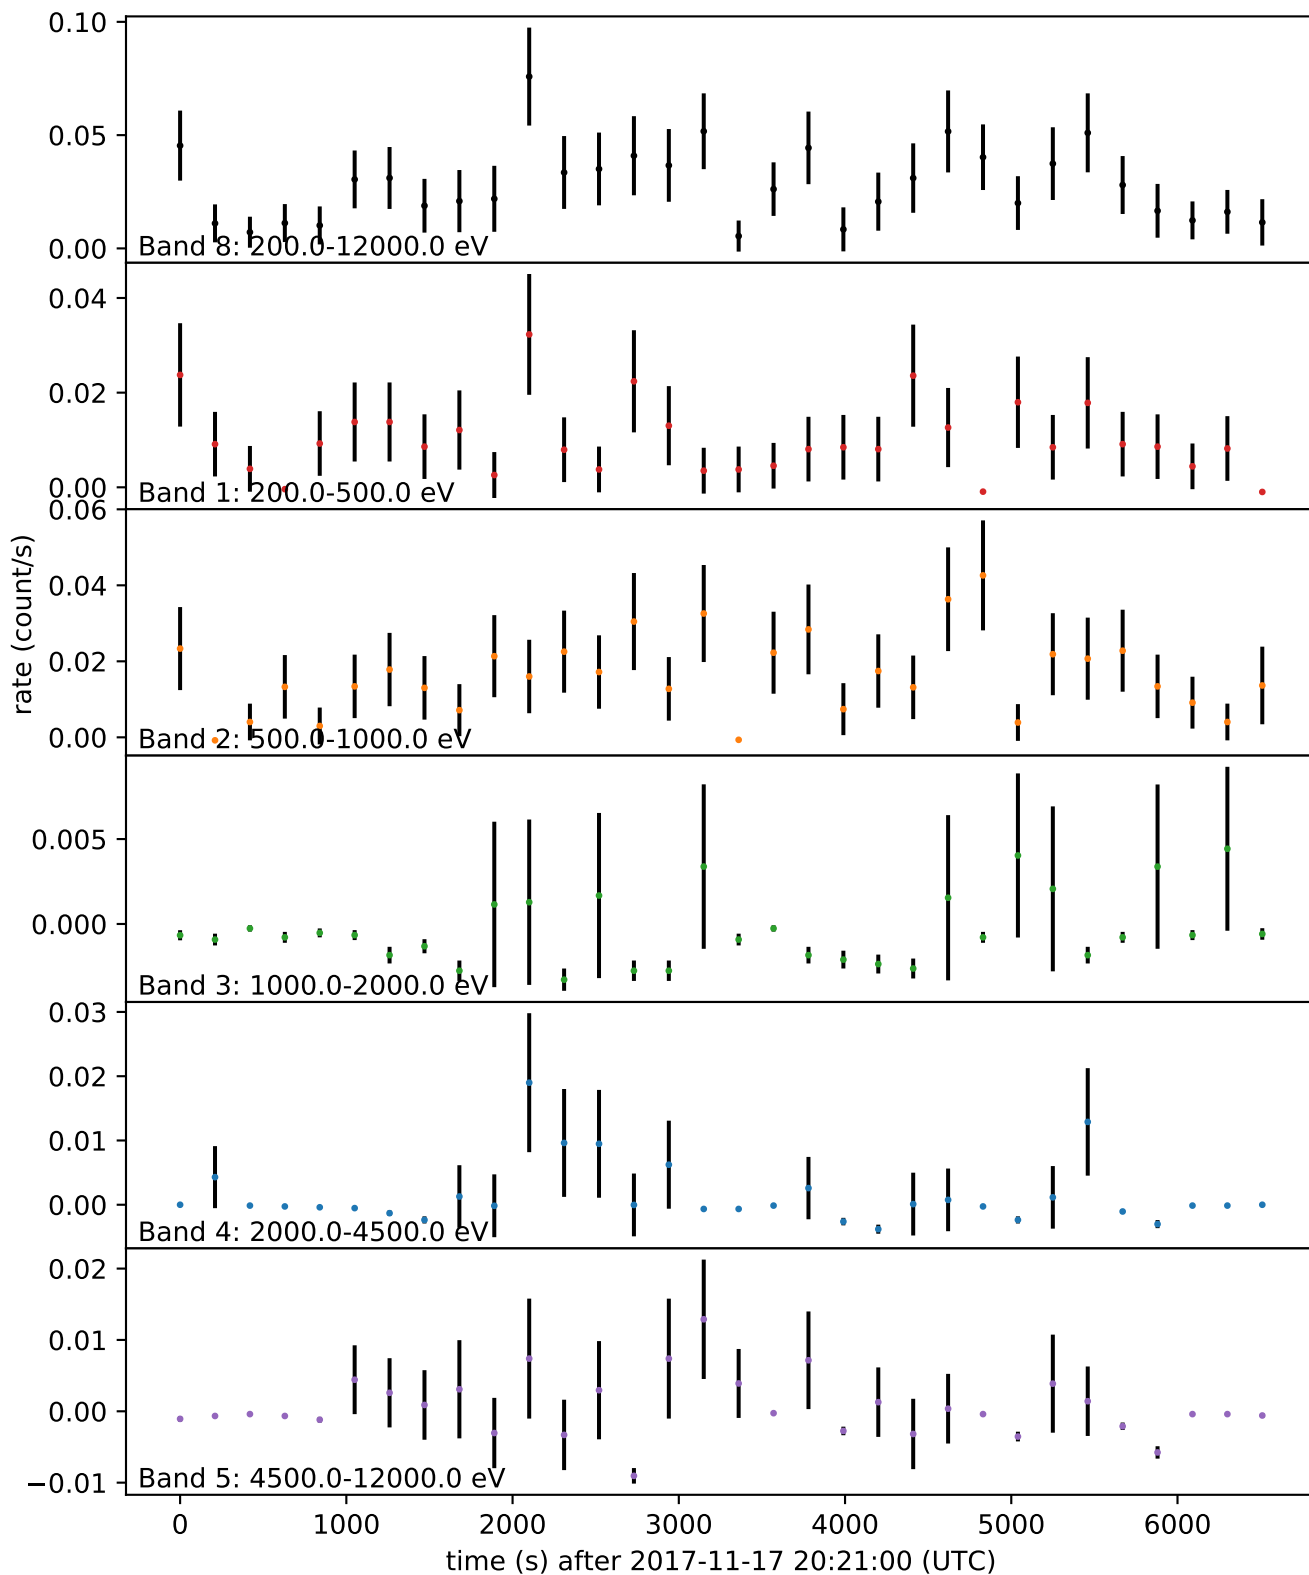 0.10
0.05
0.00
Band 8: 200.0-12000.0 eV
0.04
0.02
0.00
Band 1: 200.0-500.0 eV
0.06
0.04
0.02
0.00
Band 2: 500.0-1000.0 eV
rate (count/s)
0.005
0.000
Band 3: 1000.0-2000.0 eV
0.03
0.02
0.01
0.00
Band 4: 2000.0-4500.0 eV
0.02
0.01
0.00
−0.01
Band 5: 4500.0-12000.0 eV
0 1000 2000 3000 4000 5000 6000
time (s) after 2017-11-17 20:21:00 (UTC)